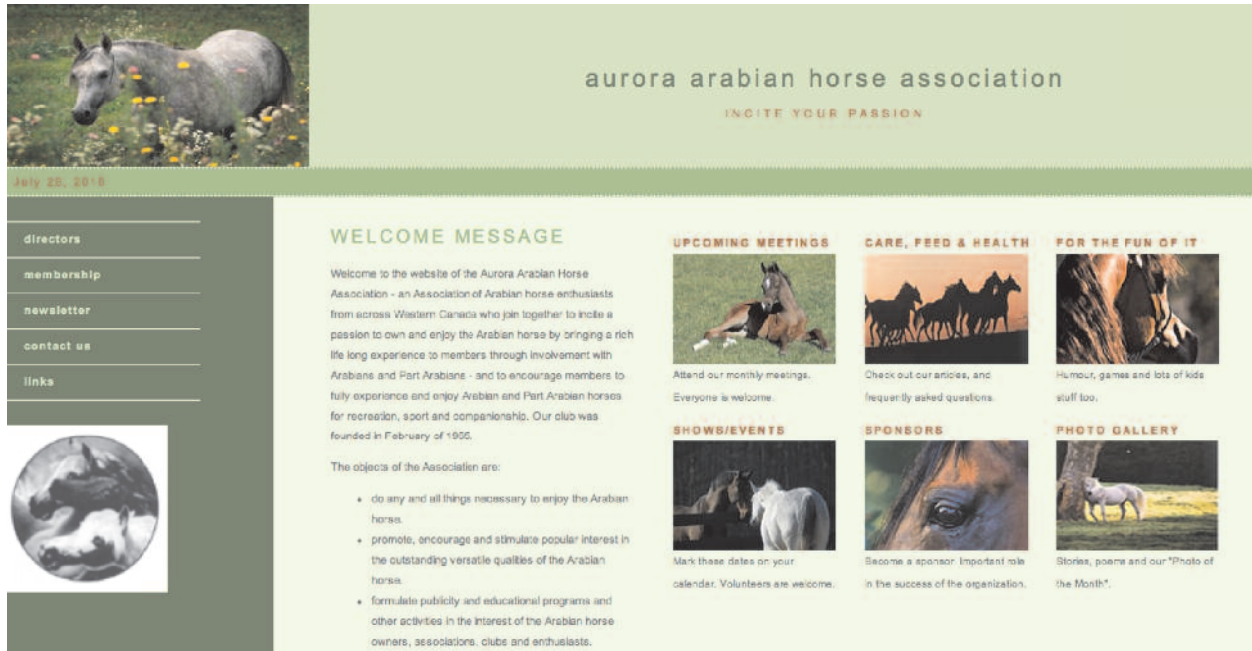 aurora arabian horse association
INCITE YOUR PASSION
directors
membership
newsletter
contact us
links
WELCOME MESSAGE
Welcome to the website of the Aurora Arabian Horse
Association - an Association of Arabian horse enthusiasts
from across Western Canada who join together to incite a
passion to own and enjoy the Arabian horse by bringing a rich
life long experience to members through involvement with
Arabians and Part Arabians - and to encourage members to
fully experience and enjoy Arabian and Part Arabian horses
for recreation, sport and companionship. Our club was
founded in February of
The objects of the Association are:
• do any and all things necessary to enjoy the Arabian
horse.
• promote, encourage and stimulate popular interest in
the outstanding versatile qualities of the Arabian
horse.
• formulate publicity and educational programs and
other activities in the interest of the Arabian horse
owners, associations, clubs and enthusiasts.
UPCOMING MEETINGS
Attend our monthly meetings.
Everyone is welcome.
CARE, FEED & HEALTH
Check out our articles, and
frequently asked questions.
FOR THE FUN OF IT
Humour, games and lots of kids
stuff too.
SHOWS/EVENTS
Mark these dates on your
calendar. Volunteers are welcome.
SPONSORS
Become a sponsor. Important role
in the success of the organization.
PHOTO GALLERY
Stories, poems and our "Photo of
the Month".